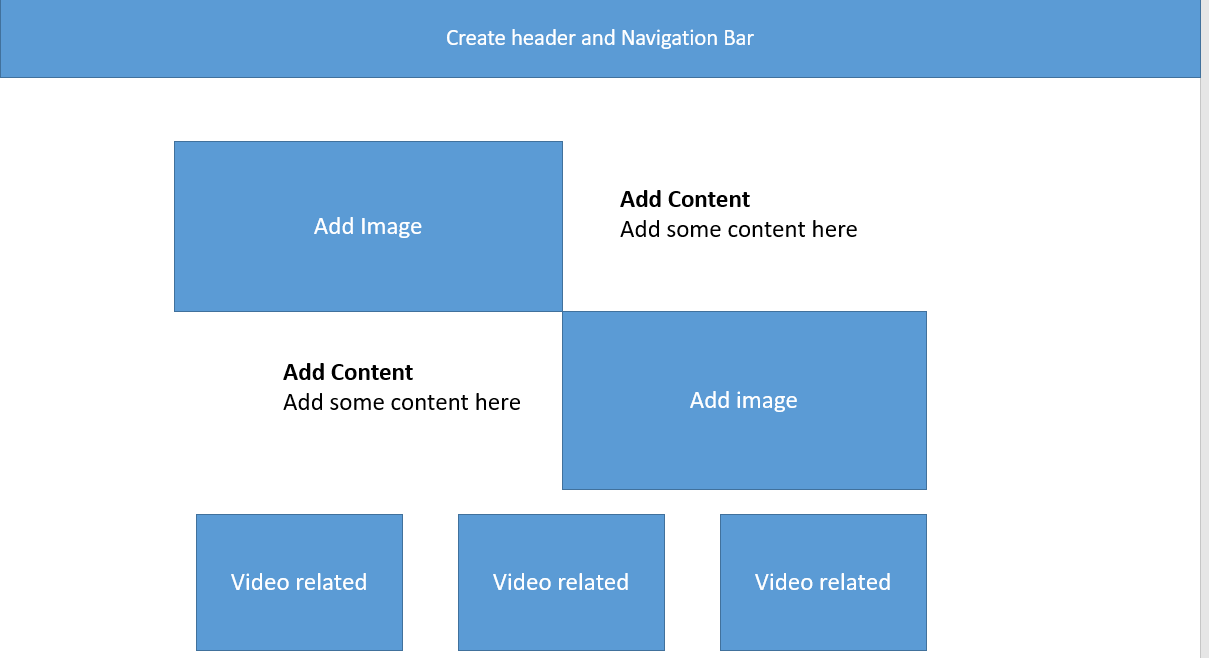 Create header and Navigation Bar
Add Image
Add Content
Add some content here
Add Content
Add some content here
Add image
Video related
Video related
Video related